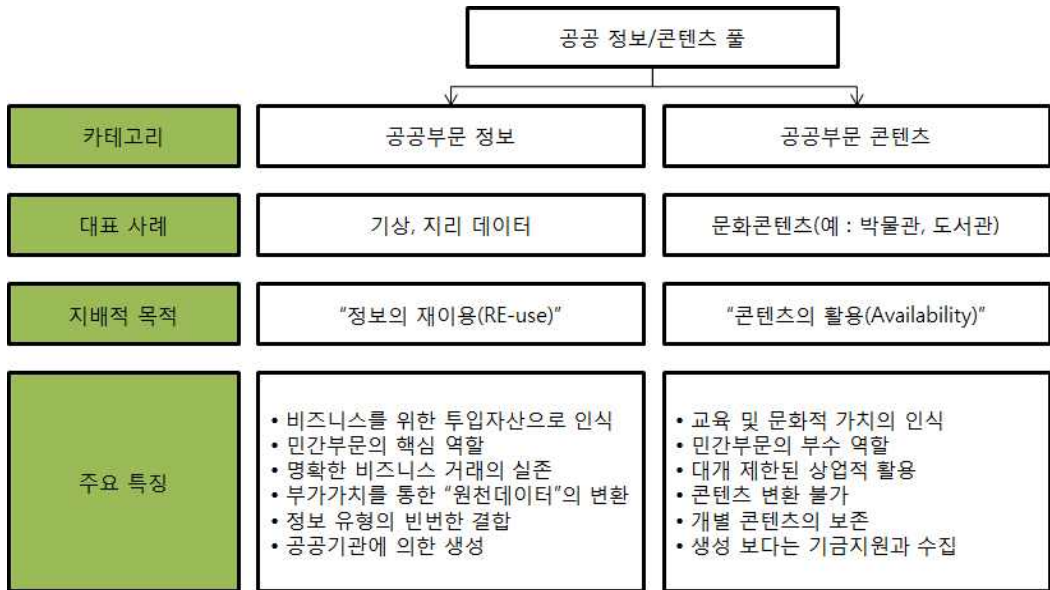 공공 정보/콘텐츠 풀
카테고리
공공부문 정보
공공부문 콘텐츠
대표 사례
기상, 지리 데이터
문화콘텐츠(예 : 박물관, 도서관)
지배적 목적
“정보의 재이용(RE-use)”
“콘텐츠의 활용(Availability)”
주요 특징
• 비즈니스를 위한 투입자산으로 인식
• 민간부문의 핵심 역할
• 명확한 비즈니스 거래의 실존
• 부가가치를 통한 “원천데이터”의 변환
• 정보 유형의 빈번한 결합
• 공공기관에 의한 생성
• 교육 및 문화적 가치의 인식
• 민간부문의 부수 역할
• 대개 제한된 상업적 활용
• 콘텐츠 변환 불가
• 개별 콘텐츠의 보존
• 생성 보다는 기금지원과 수집